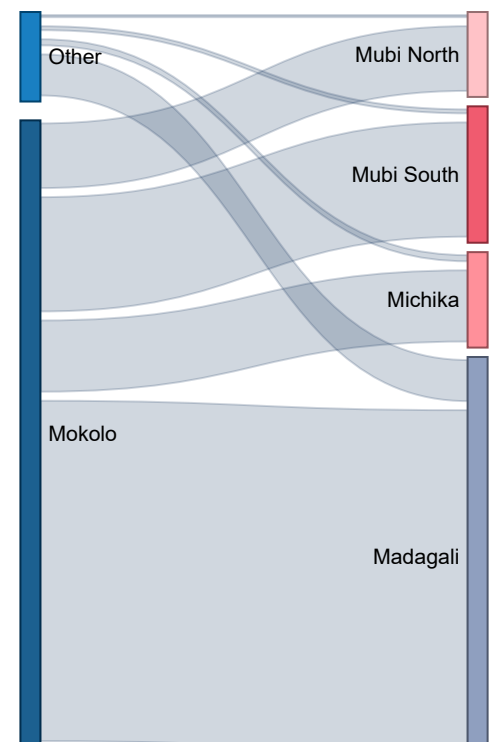 Other
Mokolo
Mubi North
Mubi South
Michika
Madagali